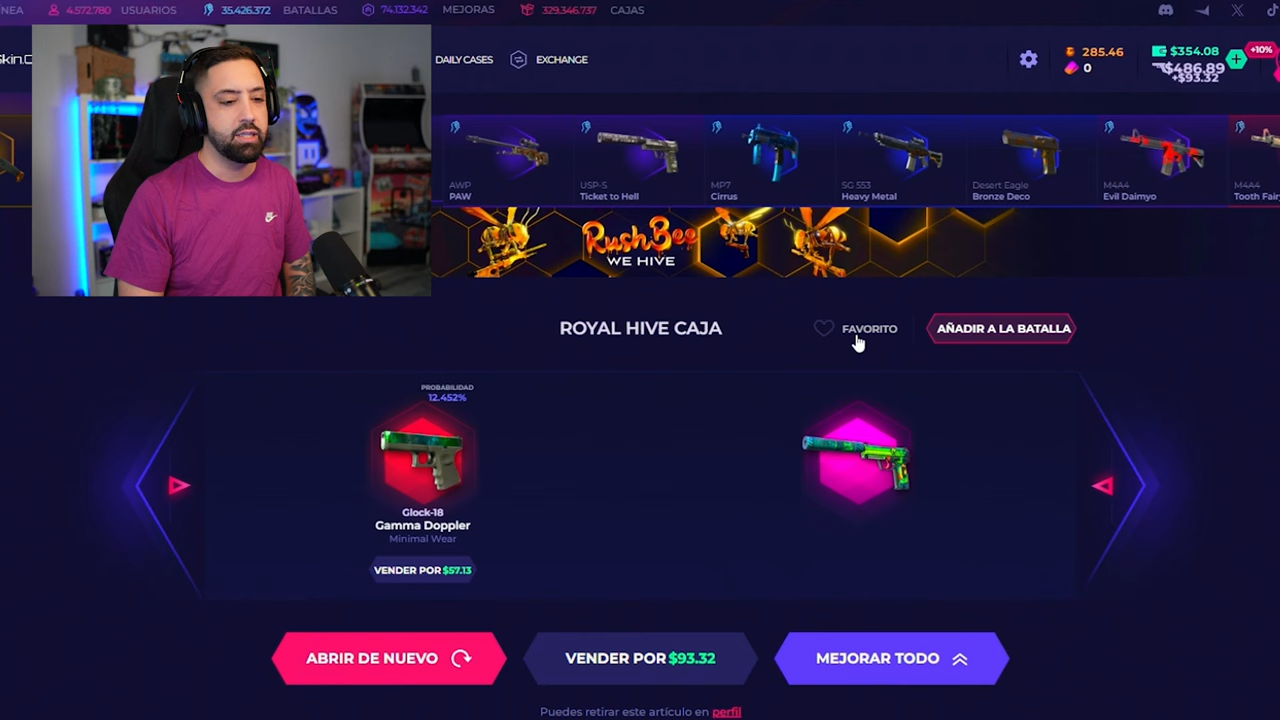 NEA 4.572.780 USUARIOS 35.426.372 BATALLAS 74.132.342 MEJORAS 329.346.737 CAJAS
DAILY CASES EXCHANGE
285.46
0
$354.08
+10%
$486.89
+$93.32
AWP
PAW
USP-S
Ticket to Hell
MP7
Cirrus
SG 553
Heavy Metal
Desert Eagle
Bronze Deco
M4A4
Evil Daimyo
M4A4
Tooth Fair
RushBee
WE HIVE
ROYAL HIVE CAJA
FAVORITO
AÑADIR A LA BATALLA
PROBABILIDAD
12.452%
Glock-18
Gamma Doppler
Minimal Wear
VENDER POR $57.13
ABRIR DE NUEVO
VENDER POR $93.32
MEJORAR TODO
Puedes retirar este artículo en perfil